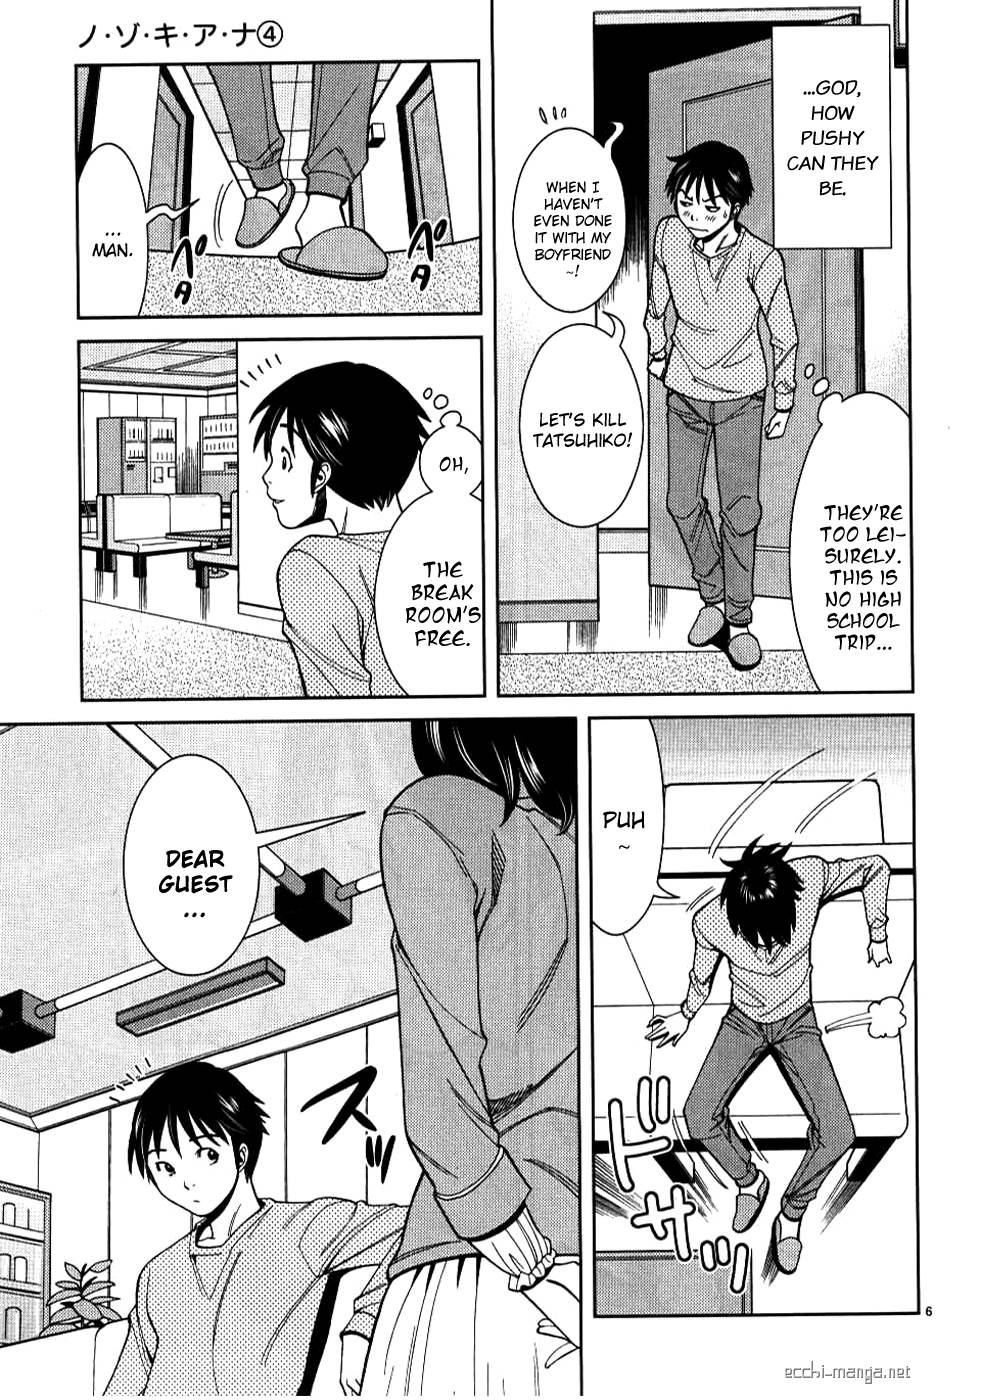 ノ・ゾ・キ・ア・ナ④
...GOD,
HOW
PUSHY
CAN THEY
BE.
WHEN I
HAVEN'T
EVEN DONE
IT WITH MY
BOYFRIEND
~!
LET'S KILL
TATSUHIKO!
THEY'RE
TOO LEI-
SURELY.
THIS IS
NO HIGH
SCHOOL
TRIP...
...
MAN.
ペタ
ペタ
OH,
THE
BREAK
ROOM'S
FREE.
PUH
~
ドサッ
DEAR
GUEST
...
スッ
6
ecchi-manga.net